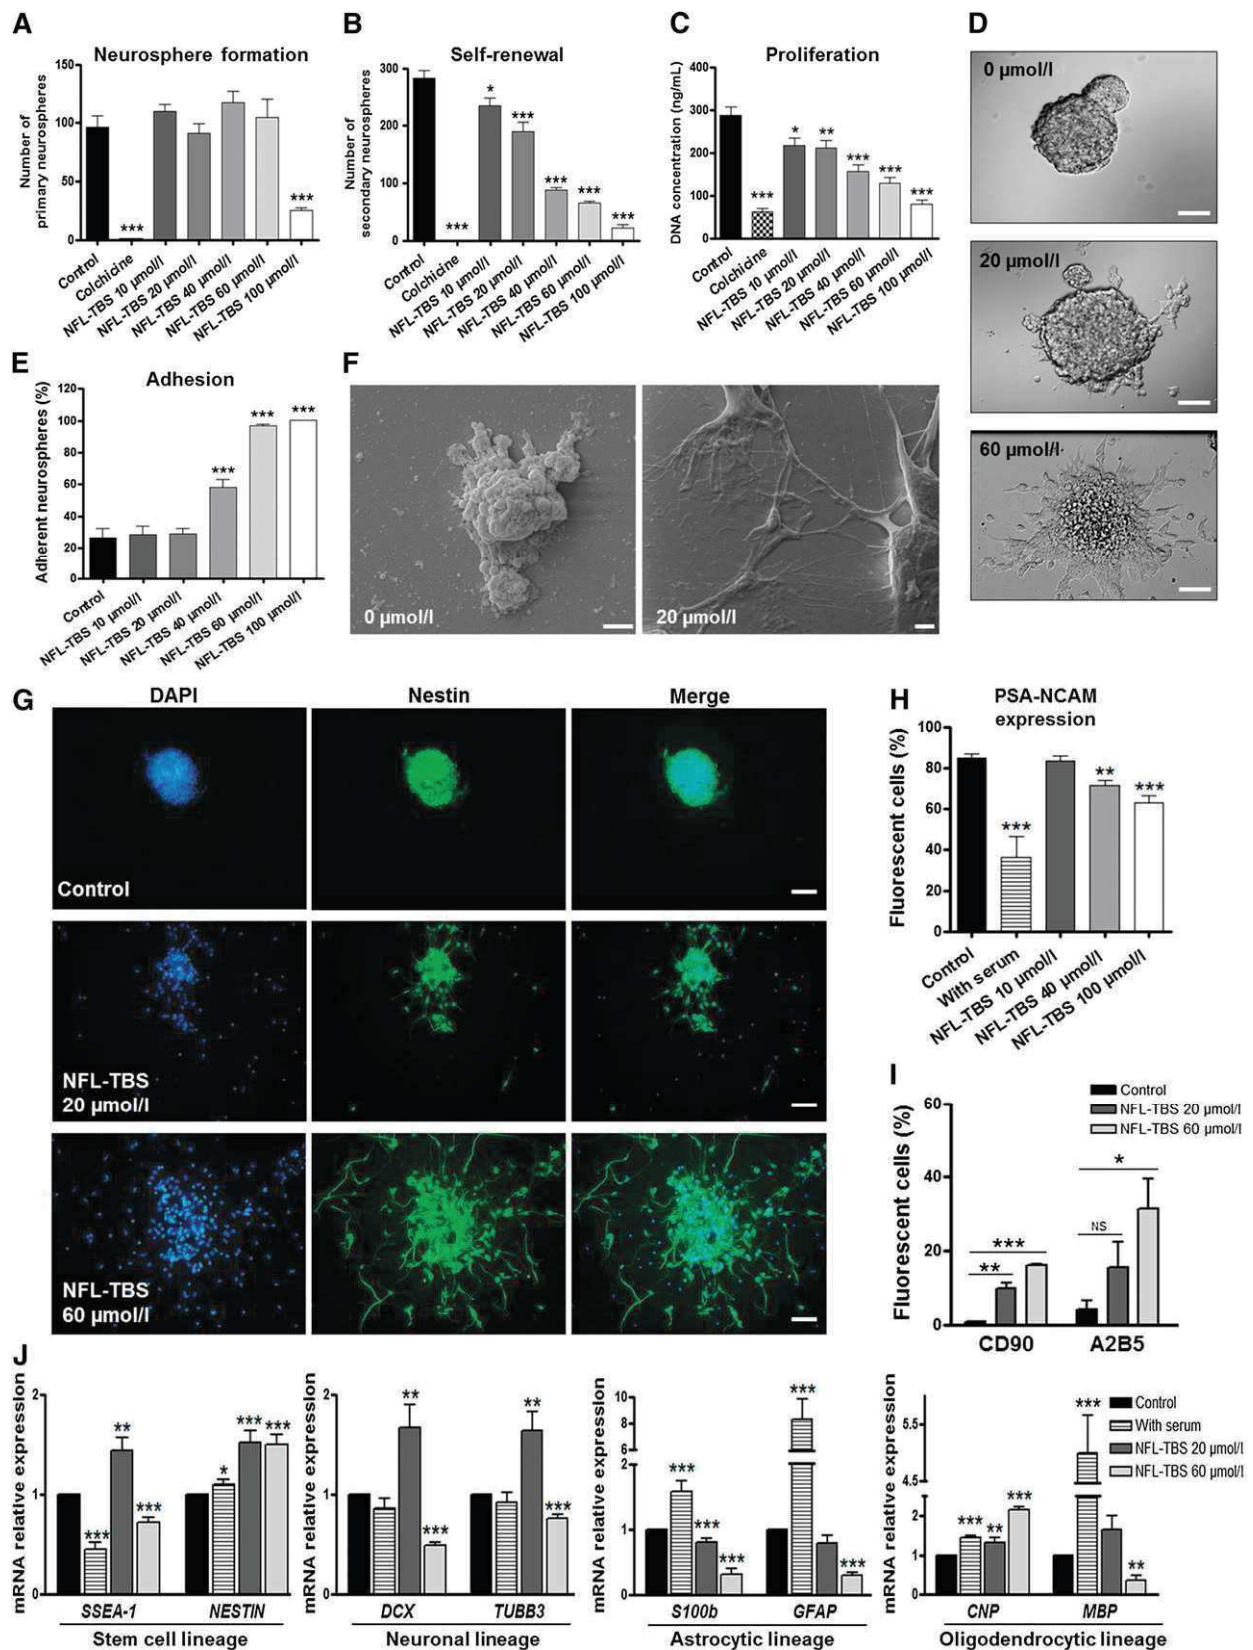 A
Neurosphere formation
Number of
primary neurospheres
150
100
50
0
***
***
Control
Colchicine
NFL-TBS 10 µmol/l
NFL-TBS 20 µmol/l
NFL-TBS 40 µmol/l
NFL-TBS 60 µmol/l
NFL-TBS 100 µmol/l
B
Self-renewal
Number of
secondary neurospheres
300
200
100
0
***
*
***
***
***
***
Control
Colchicine
NFL-TBS 10 µmol/l
NFL-TBS 20 µmol/l
NFL-TBS 40 µmol/l
NFL-TBS 60 µmol/l
NFL-TBS 100 µmol/l
C
Proliferation
DNA concentration (ng/mL)
400
300
200
100
0
***
*
**
***
***
***
Control
Colchicine
NFL-TBS 10 µmol/l
NFL-TBS 20 µmol/l
NFL-TBS 40 µmol/l
NFL-TBS 60 µmol/l
NFL-TBS 100 µmol/l
D
0 µmol/l
20 µmol/l
60 µmol/l
E
Adhesion
Adherent neurospheres (%)
120
100
80
60
40
20
0
***
***
***
Control
NFL-TBS 10 µmol/l
NFL-TBS 20 µmol/l
NFL-TBS 40 µmol/l
NFL-TBS 60 µmol/l
NFL-TBS 100 µmol/l
F
0 µmol/l
20 µmol/l
G
DAPI
Nestin
Merge
Control
NFL-TBS
20 µmol/l
NFL-TBS
60 µmol/l
H
PSA-NCAM
expression
Fluorescent cells (%)
100
80
60
40
20
0
***
**
***
Control
With serum
NFL-TBS 10 µmol/l
NFL-TBS 40 µmol/l
NFL-TBS 100 µmol/l
I
Control
NFL-TBS 20 µmol/l
NFL-TBS 60 µmol/l
Fluorescent cells (%)
60
40
20
0
***
**
*
NS
CD90
A2B5
J
mRNA relative expression
2
1
0
***
**
***
*
***
***
SSEA-1
NESTIN
Stem cell lineage
mRNA relative expression
2
1
0
**
***
**
***
DCX
TUBB3
Neuronal lineage
mRNA relative expression
10
8
6
4
2
1
0
***
***
***
***
***
S100b
GFAP
Astrocytic lineage
mRNA relative expression
5.5
4.5
2
1
0
***
**
***
***
**
CNP
MBP
Oligodendrocytic lineage
Control
With serum
NFL-TBS 20 µmol/l
NFL-TBS 60 µmol/l